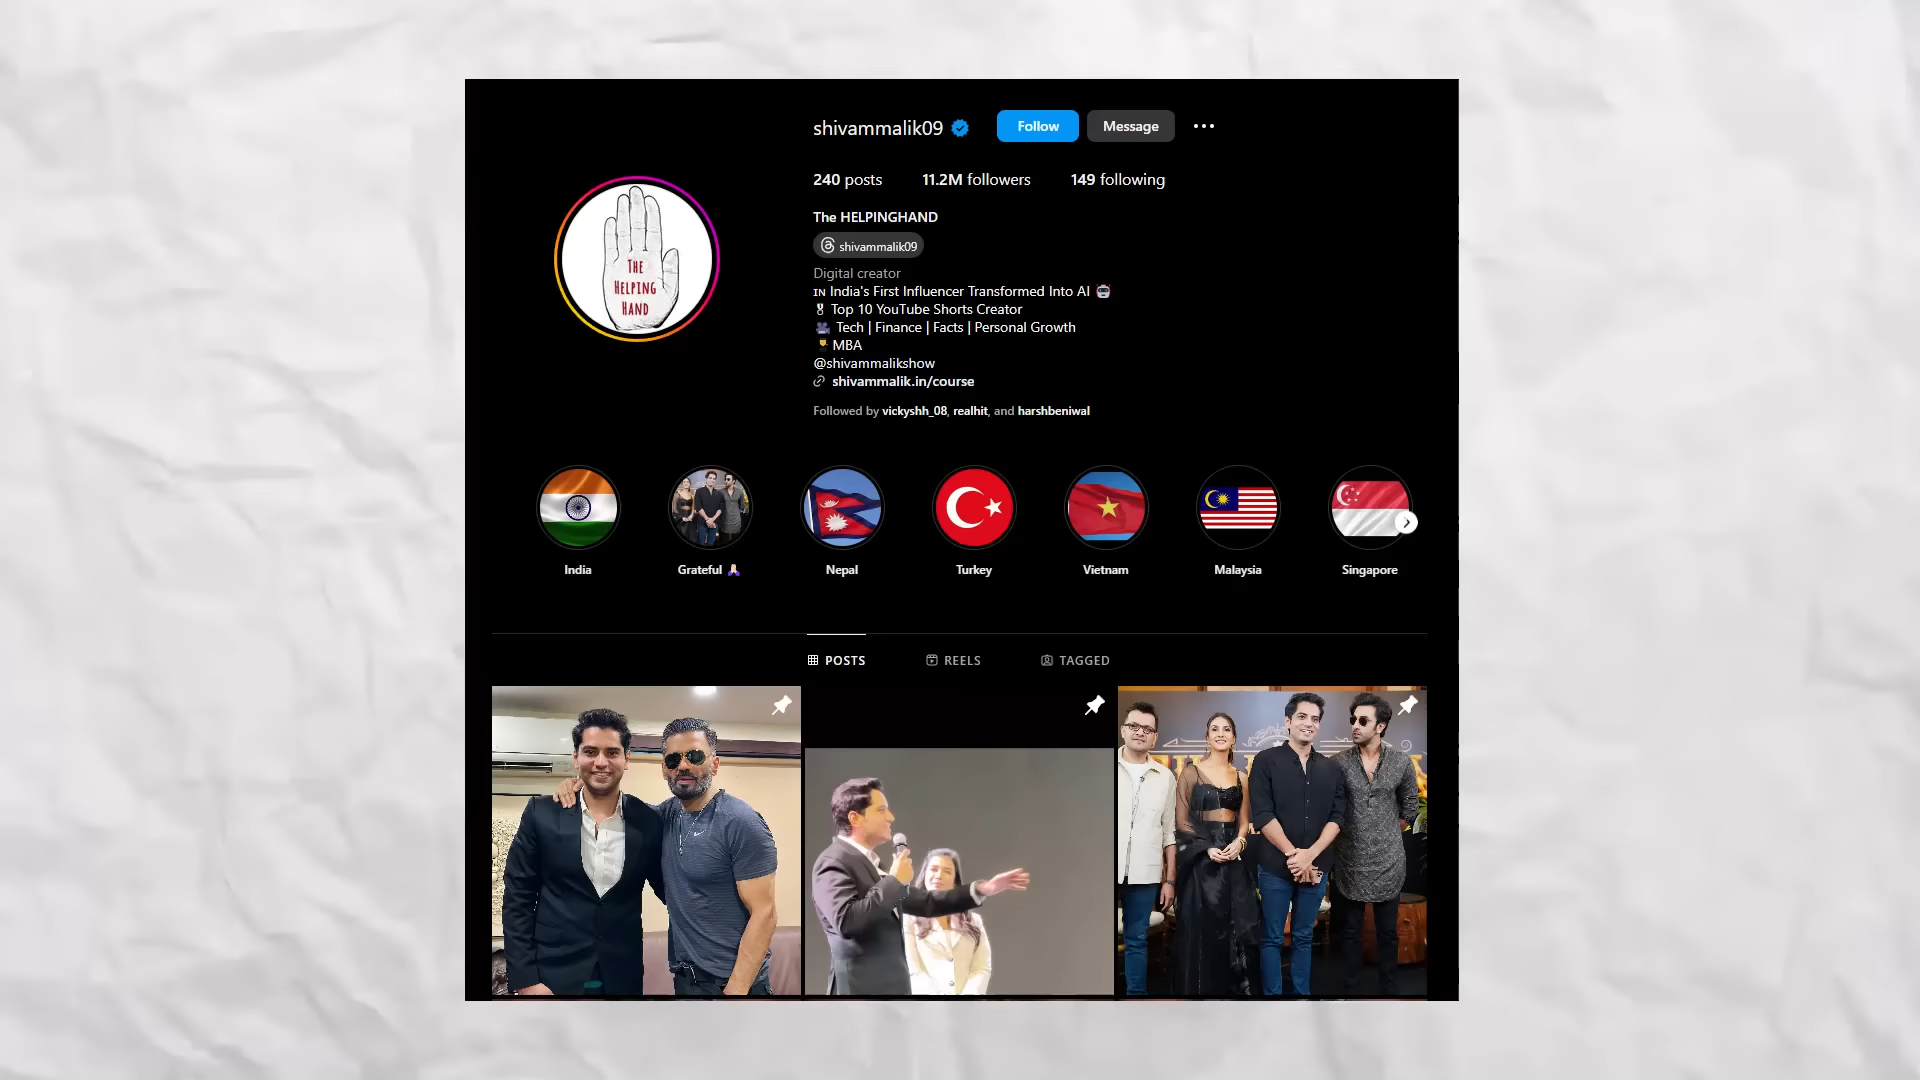 shivammalik09
Follow
Message
240 posts
11.2M followers
149 following
THE
HELPING
HAND
The HELPINGHAND
shivammalik09
Digital creator
IN India's First Influencer Transformed Into AI 🤖
🎖 Top 10 YouTube Shorts Creator
🎥 Tech | Finance | Facts | Personal Growth
👨‍🎓 MBA
@shivammalikshow
shivammalik.in/course
Followed by vickyshh_08, realhit, and harshbeniwal
India
Grateful 🙏🏻
Nepal
Turkey
Vietnam
Malaysia
Singapore
POSTS
REELS
TAGGED